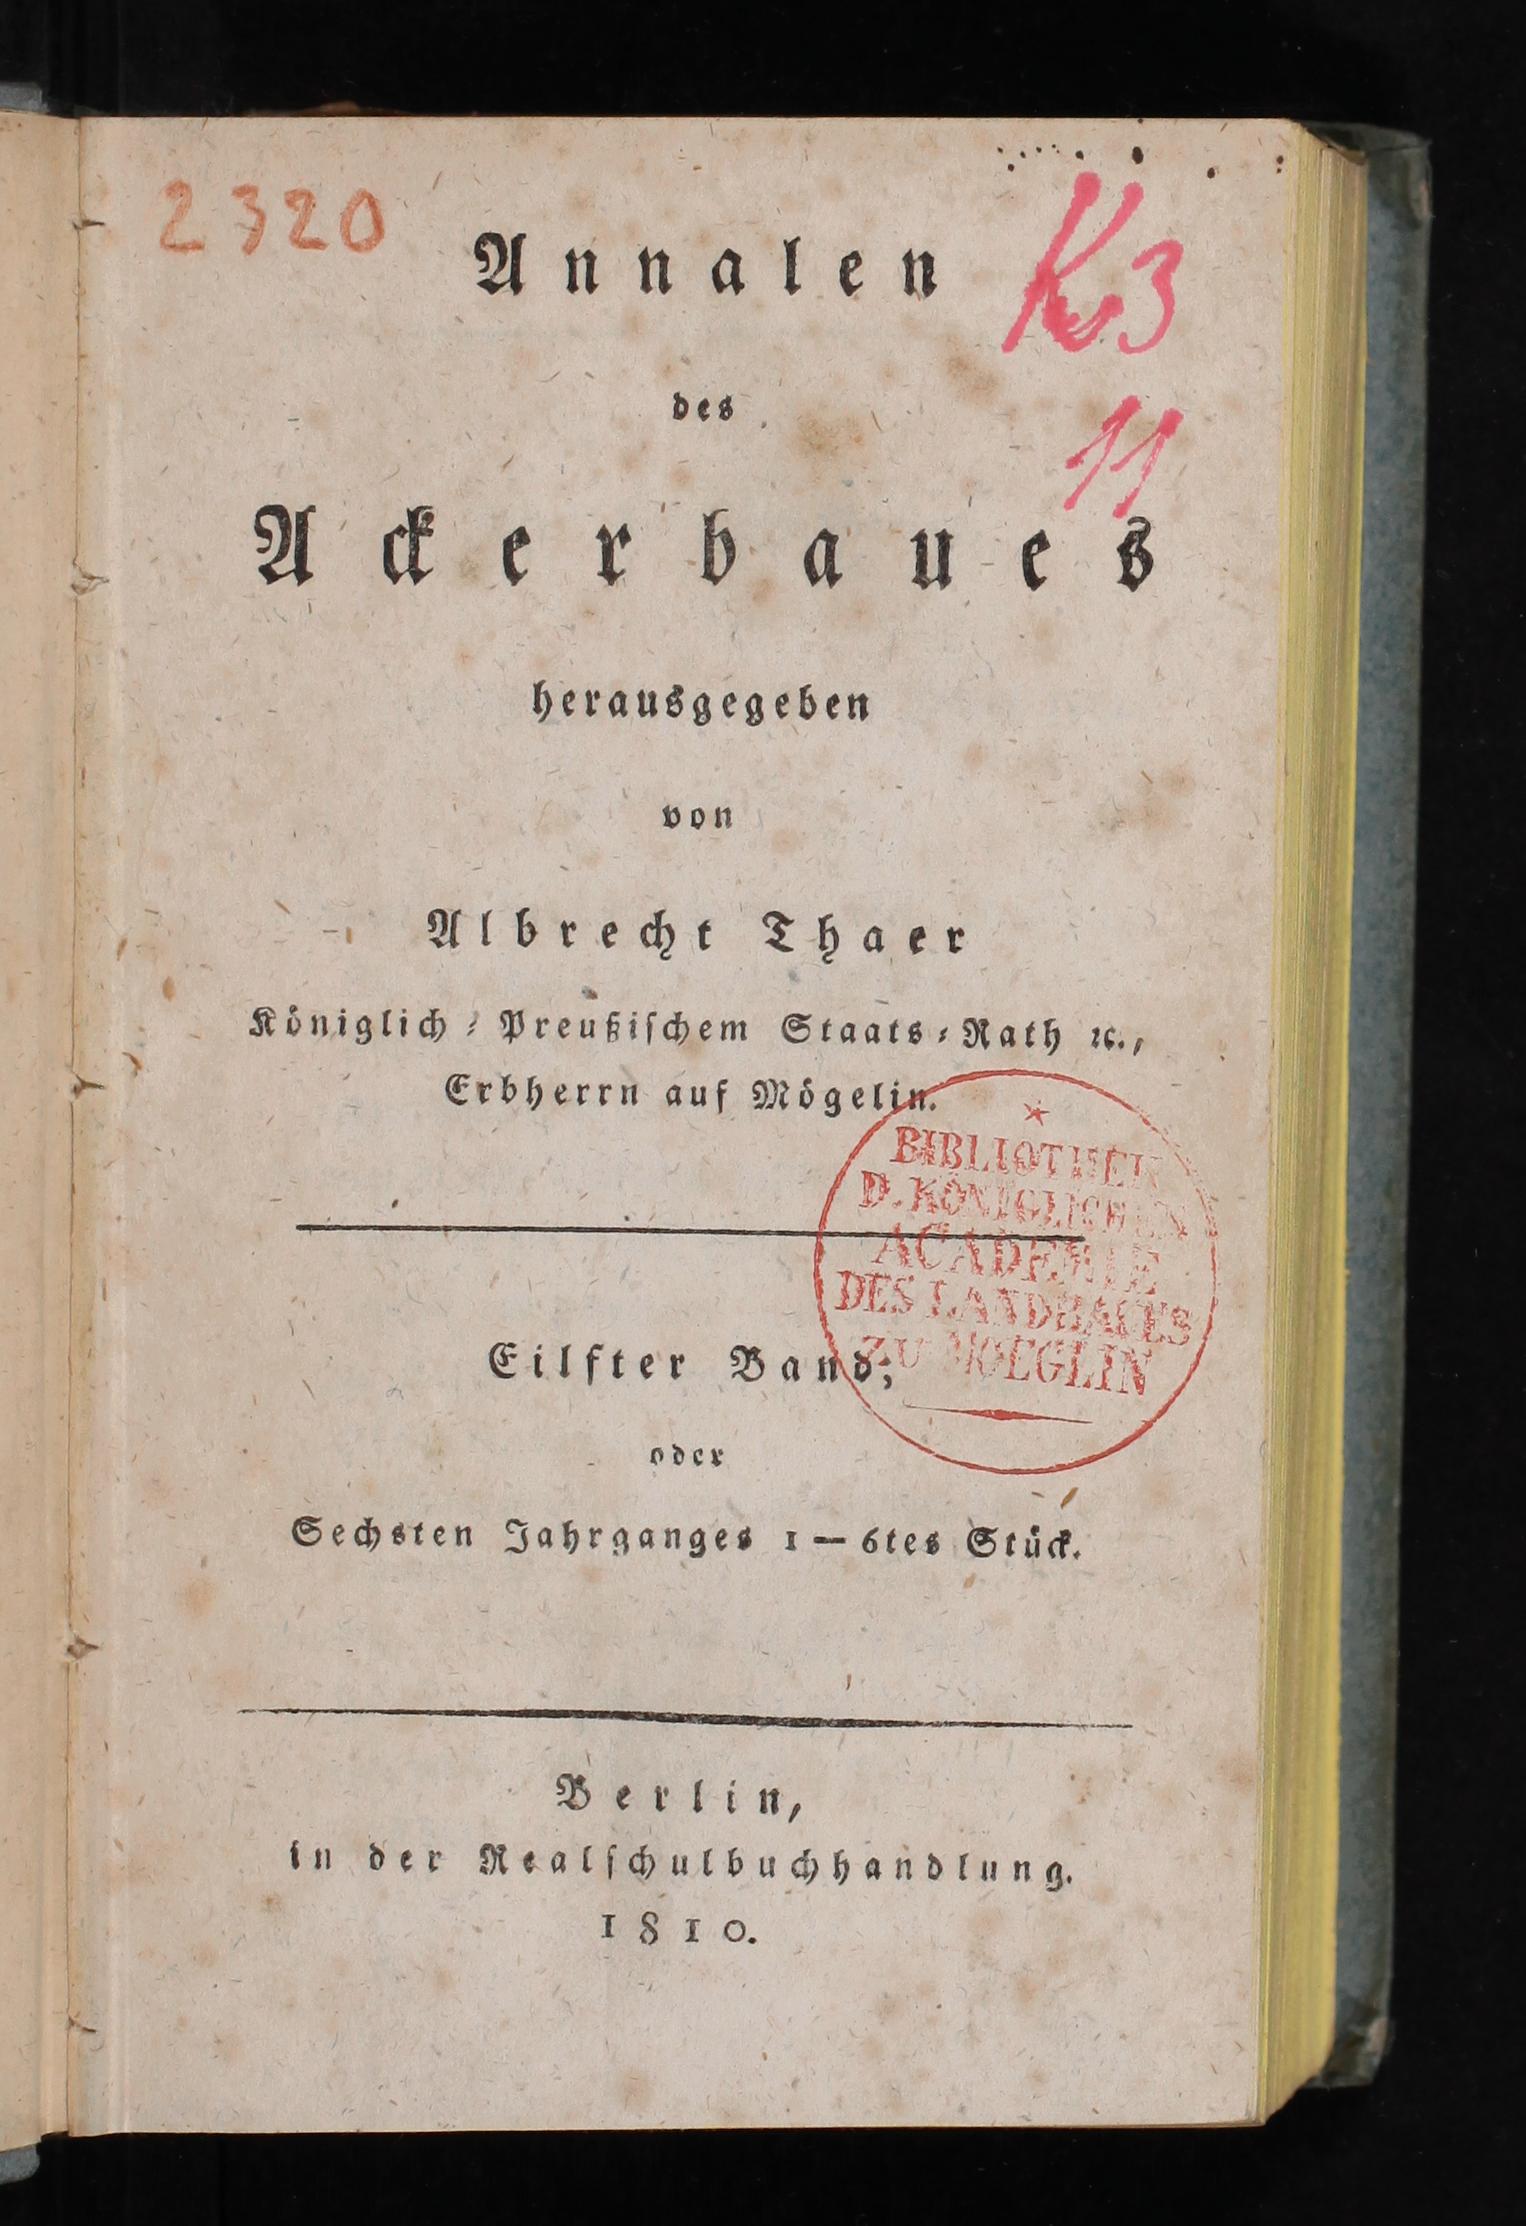 2320
Annalen
K3
des
11
Ackerbaues
herausgegeben
von
Albrecht Thaer
Königlich-Preußischem Staats-Rath ꝛc.,
Erbherrn auf Mögelin.
BIBLIOTHEK
D. KÖNIGLICHEN
ACADEMIE
DES LANDBAUES
ZU MOEGLIN
Eilfter Band;
oder
Sechsten Jahrganges 1 — 6tes Stück.
Berlin,
in der Realschulbuchhandlung.
1810.